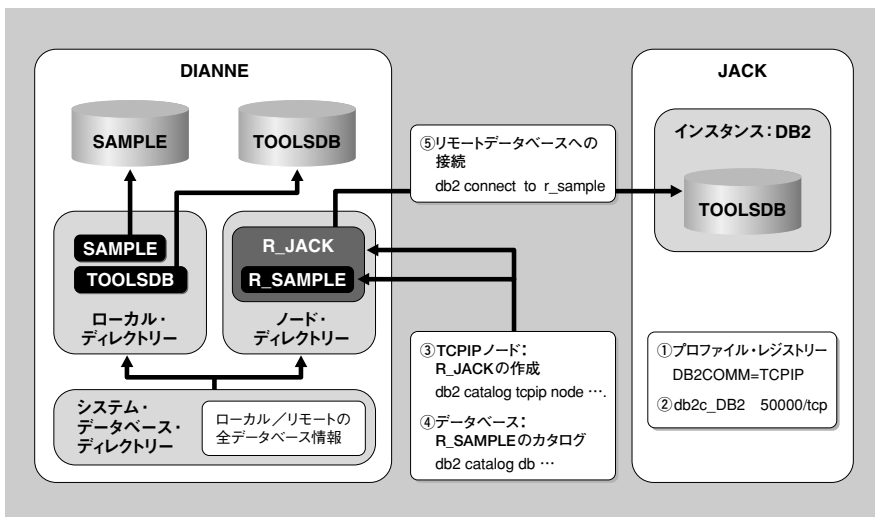 DIANNE
SAMPLE
TOOLSDB
SAMPLE
TOOLSDB
ローカル・
ディレクトリー
R_JACK
R_SAMPLE
ノード・
ディレクトリー
システム・
データベース・
ディレクトリー
ローカル／リモートの
全データベース情報
⑤リモートデータベースへの
接続
db2 connect to r_sample
③TCPIPノード：
R_JACKの作成
db2 catalog tcpip node ….
④データベース：
R_SAMPLEのカタログ
db2 catalog db …
JACK
インスタンス：DB2
TOOLSDB
①プロファイル・レジストリー
DB2COMM=TCPIP
②db2c_DB2 50000/tcp